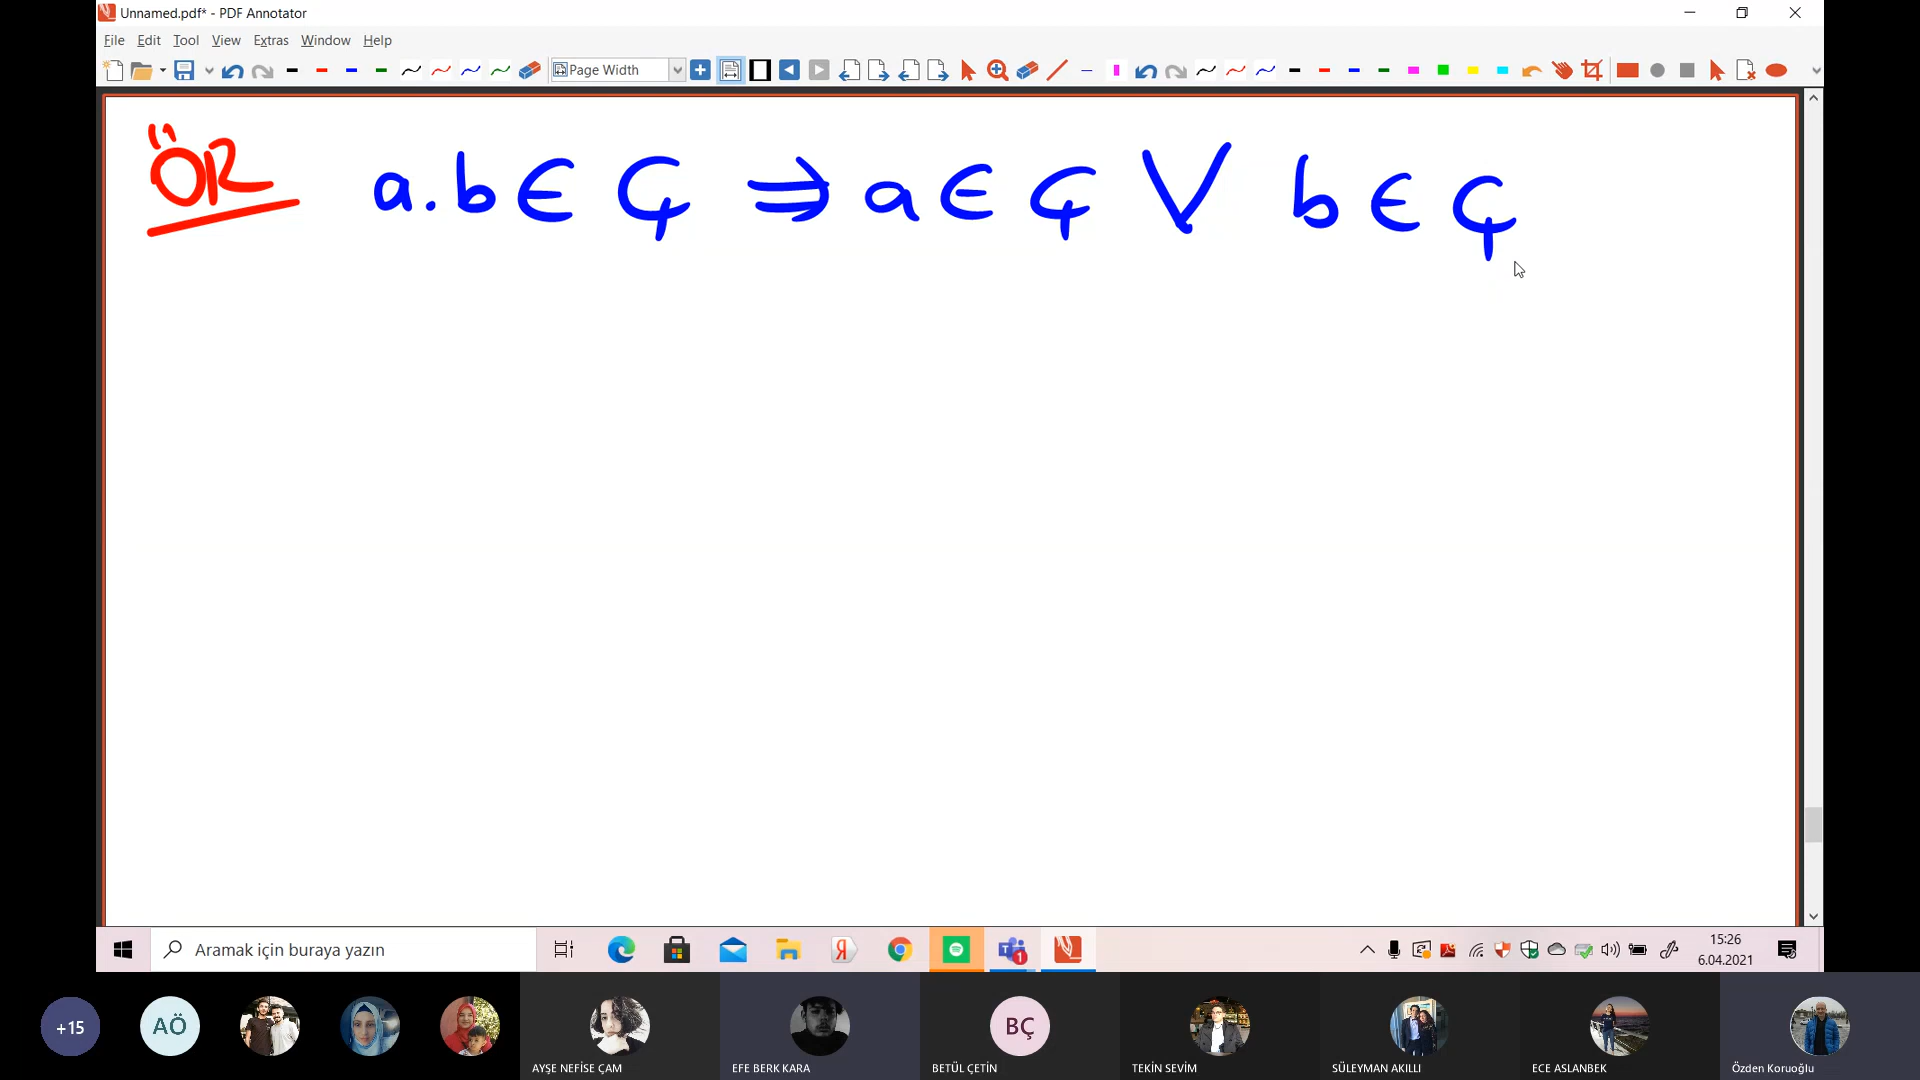 Unnamed.pdf* - PDF Annotator
File Edit Tool View Extras Window Help
Page Width
ÖR a.b ∈ Ç ⇒ a ∈ Ç V b ∈ Ç
Aramak için buraya yazın
1
15:26
6.04.2021
+15
AÖ
BÇ
AYŞE NEFİSE ÇAM
EFE BERK KARA
BETÜL ÇETİN
TEKİN SEVİM
SÜLEYMAN AKILLI
ECE ASLANBEK
Özden Koruoğlu